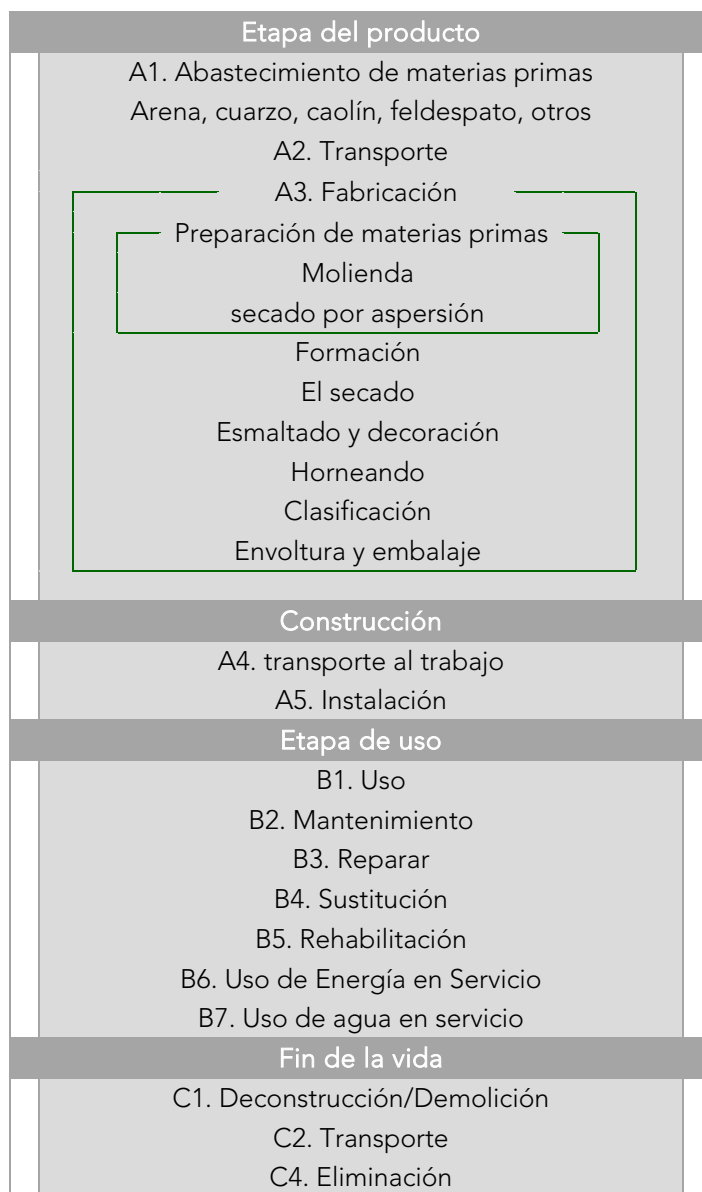 Etapa del producto
A1. Abastecimiento de materias primas
Arena, cuarzo, caolín, feldespato, otros
A2. Transporte
A3. Fabricación
Preparación de materias primas
Molienda
secado por aspersión
Formación
El secado
Esmaltado y decoración
Horneando
Clasificación
Envoltura y embalaje
Construcción
A4. transporte al trabajo
A5. Instalación
Etapa de uso
B1. Uso
B2. Mantenimiento
B3. Reparar
B4. Sustitución
B5. Rehabilitación
B6. Uso de Energía en Servicio
B7. Uso de agua en servicio
Fin de la vida
C1. Deconstrucción/Demolición
C2. Transporte
C4. Eliminación